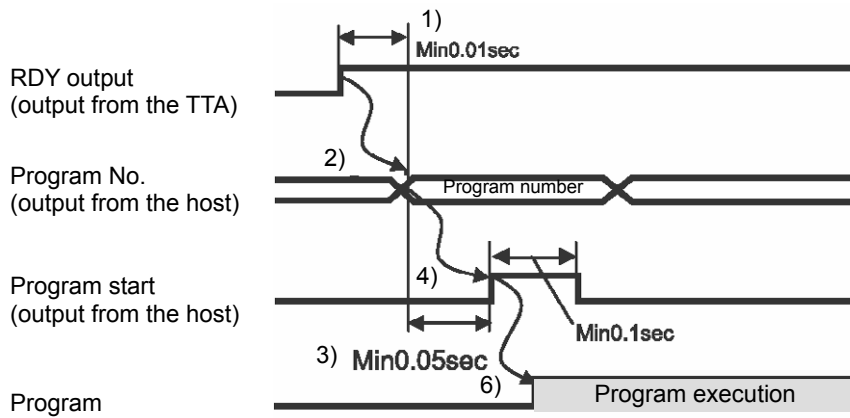 1)
Min0.01sec
RDY output
(output from the TTA)
2)
Program No.
(output from the host)
Program number
4)
Program start
(output from the host)
Min0.1sec
3) Min0.05sec
6)
Program execution
Program